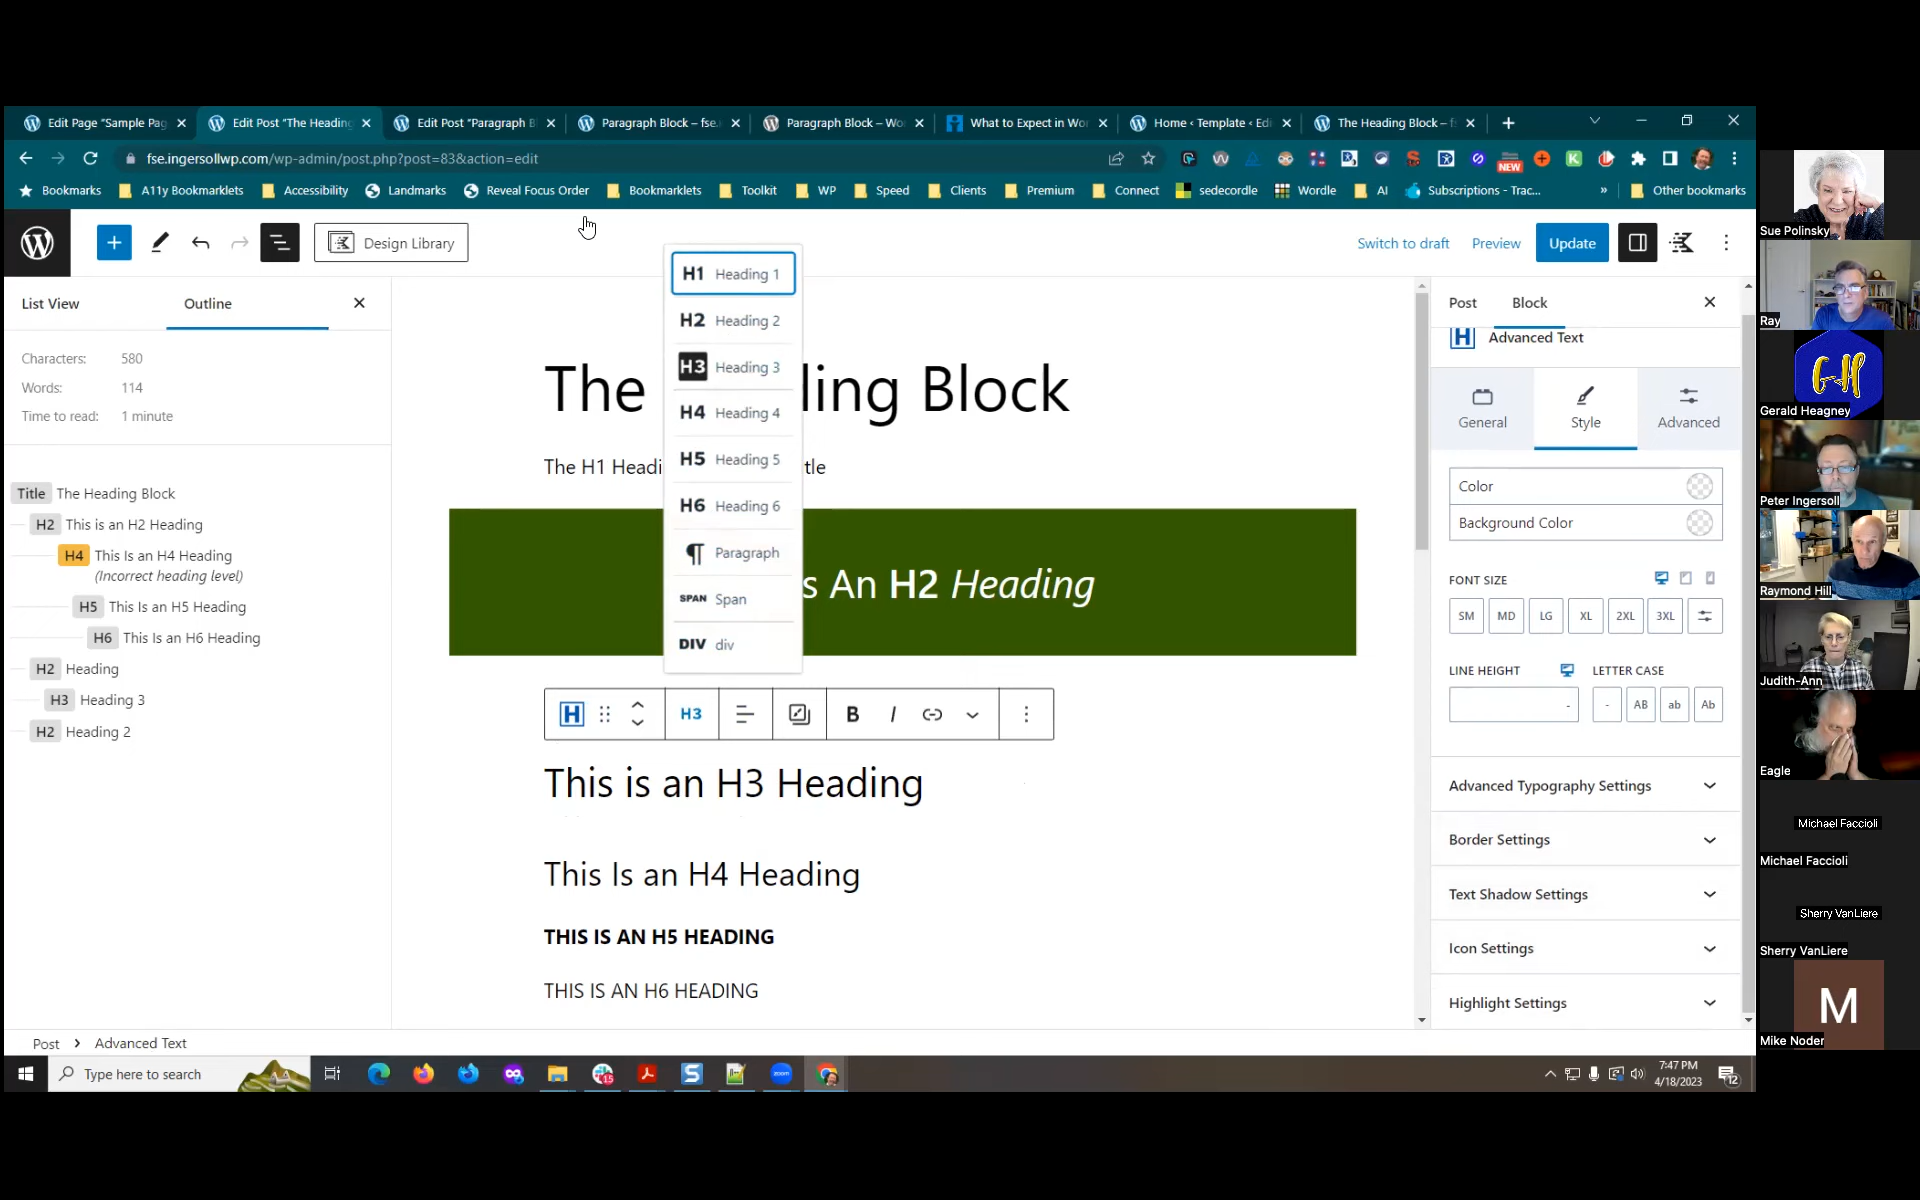 Edit Page "Sample Pag
Edit Post "The Heading
Edit Post "Paragraph B
Paragraph Block – fse.
Paragraph Block – Wo
What to Expect in Wor
Home ‹ Template ‹ Edi
The Heading Block – f
fse.ingersollwp.com/wp-admin/post.php?post=83&action=edit
NEW
Bookmarks
A11y Bookmarklets
Accessibility
Landmarks
Reveal Focus Order
Bookmarklets
Toolkit
WP
Speed
Clients
Premium
Connect
sedecordle
Wordle
AI
Subscriptions - Trac...
»
Other bookmarks
Design Library
Switch to draft
Preview
Update
List View
Outline
Characters: 580
Words: 114
Time to read: 1 minute
Title The Heading Block
H2 This is an H2 Heading
H4 This Is an H4 Heading
(Incorrect heading level)
H5 This Is an H5 Heading
H6 This Is an H6 Heading
H2 Heading
H3 Heading 3
H2 Heading 2
H1 Heading 1
H2 Heading 2
H3 Heading 3
H4 Heading 4
H5 Heading 5
H6 Heading 6
¶ Paragraph
SPAN Span
DIV div
The ling Block
The H1 Headi tle
s An H2 Heading
H H3 B I
This is an H3 Heading
This Is an H4 Heading
THIS IS AN H5 HEADING
THIS IS AN H6 HEADING
Post
Block
H Advanced Text
General
Style
Advanced
Color
Background Color
FONT SIZE
SM MD LG XL 2XL 3XL
LINE HEIGHT
LETTER CASE
-
- AB ab Ab
Advanced Typography Settings
Border Settings
Text Shadow Settings
Icon Settings
Highlight Settings
Post
Advanced Text
Type here to search
15
zoom
7:47 PM
4/18/2023
12
Sue Polinsky
Ray
GH
Gerald Heagney
Peter Ingersoll
Raymond Hill
Judith-Ann
Eagle
Michael Faccioli
Michael Faccioli
Sherry VanLiere
Sherry VanLiere
M
Mike Noder